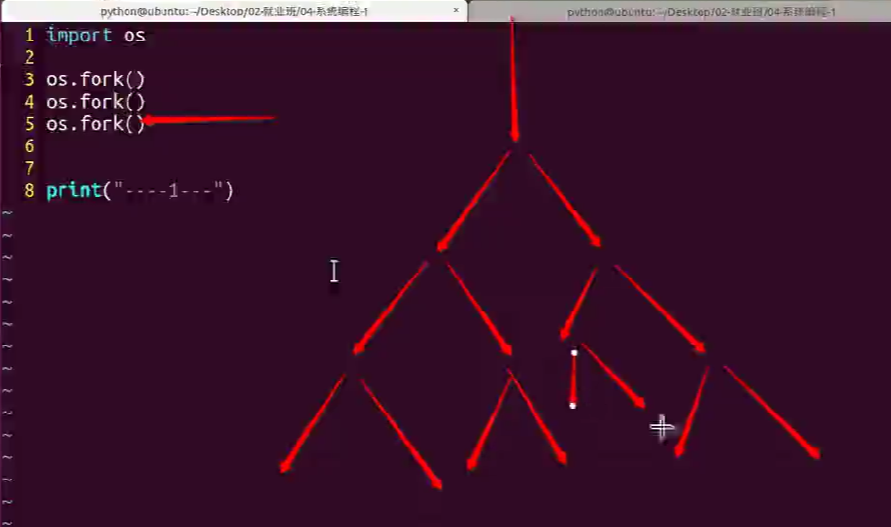 python@ubuntu: ~/Desktop/02-就业班/04-系统编程-1 × python@ubuntu: ~/Desktop/02-就业班/04-系统编程-1
1 import os
2
3 os.fork()
4 os.fork()
5 os.fork()
6
7
8 print("----1---")
~
~
~
~
~
~
~
~
~
~
~
~
~
~